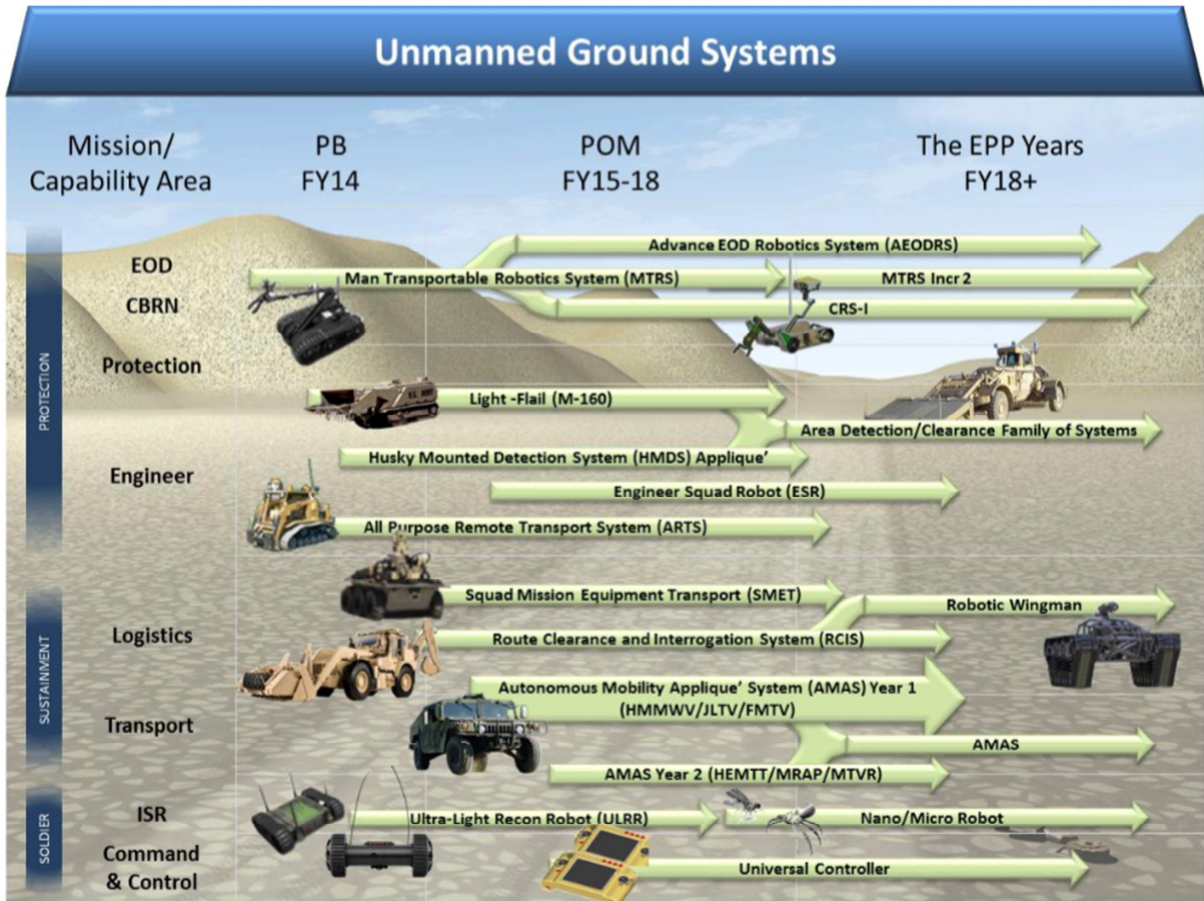 Unmanned Ground Systems
Mission/
Capability Area
PB
FY14
POM
FY15-18
The EPP Years
FY18+
PROTECTION
EOD
CBRN
Protection
Engineer
Advance EOD Robotics System (AEODRS)
Man Transportable Robotics System (MTRS)
MTRS Incr 2
CRS-I
Light -Flail (M-160)
Area Detection/Clearance Family of Systems
Husky Mounted Detection System (HMDS) Applique’
Engineer Squad Robot (ESR)
All Purpose Remote Transport System (ARTS)
SUSTAINMENT
Logistics
Transport
Squad Mission Equipment Transport (SMET)
Robotic Wingman
Route Clearance and Interrogation System (RCIS)
Autonomous Mobility Applique’ System (AMAS) Year 1
(HMMWV/JLTV/FMTV)
AMAS
AMAS Year 2 (HEMTT/MRAP/MTVR)
SOLDIER
ISR
Ultra-Light Recon Robot (ULRR)
Nano/Micro Robot
Command
& Control
Universal Controller